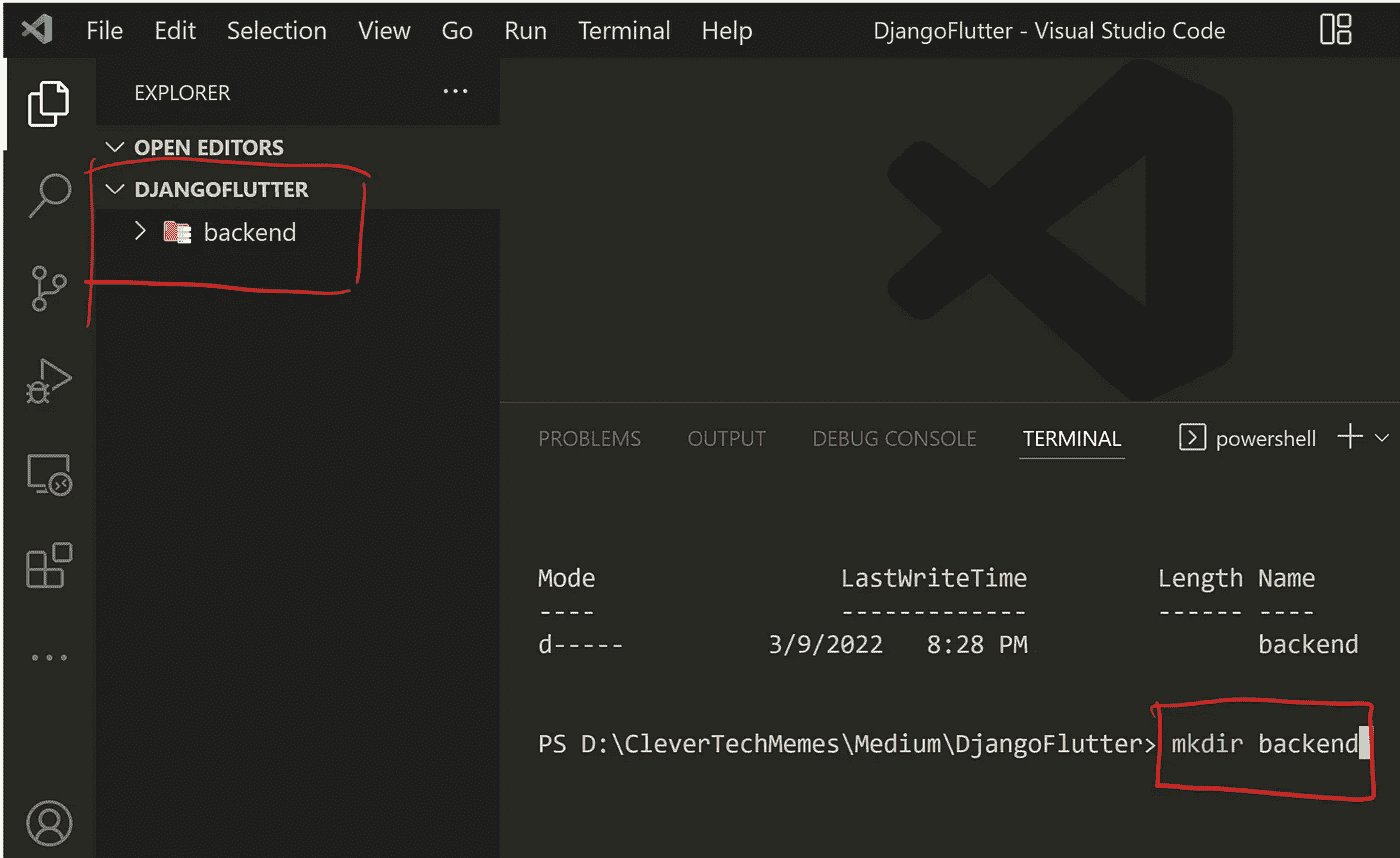 File Edit Selection View Go Run Terminal Help DjangoFlutter - Visual Studio Code
EXPLORER
OPEN EDITORS
DJANGOFLUTTER
backend
PROBLEMS OUTPUT DEBUG CONSOLE TERMINAL powershell
Mode LastWriteTime Length Name
---- ------------- ------ ----
d----- 3/9/2022 8:28 PM backend
PS D:\CleverTechMemes\Medium\DjangoFlutter> mkdir backend